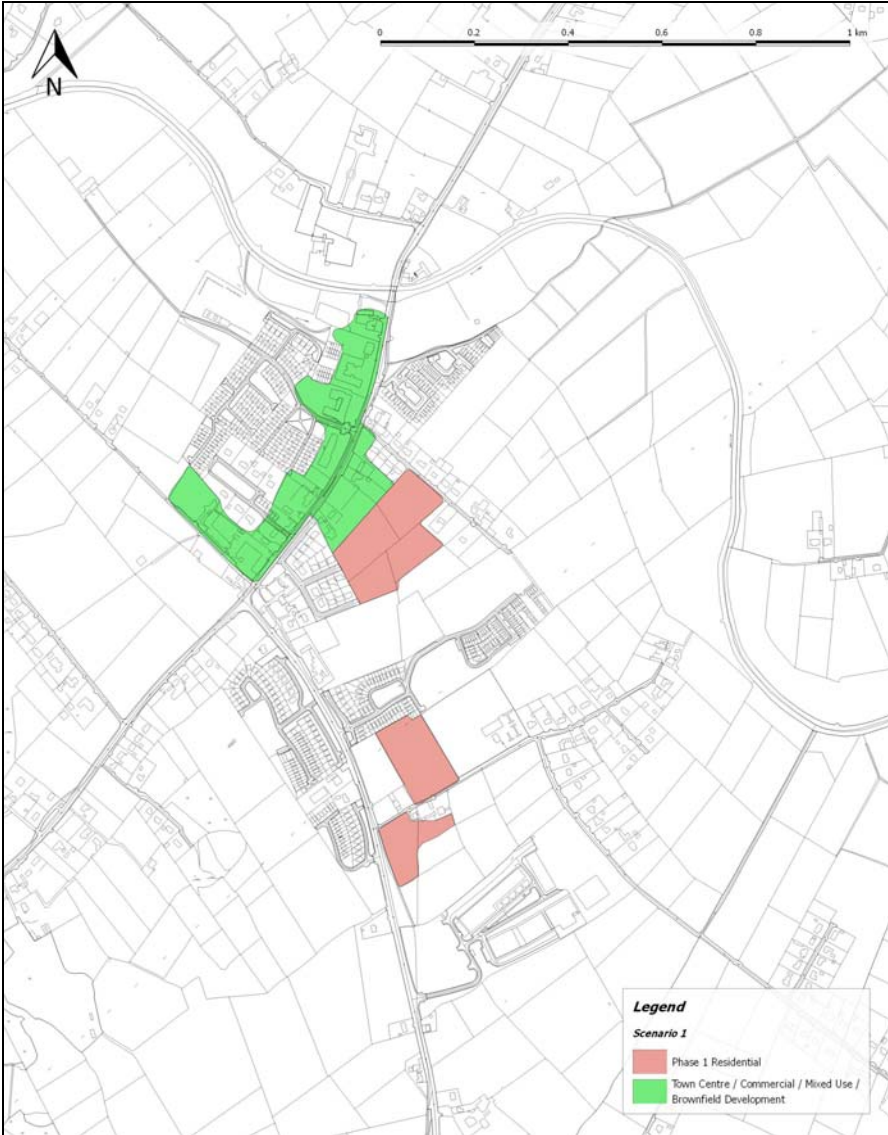 0 0.2 0.4 0.6 0.8 1 km
N
Legend
Scenario 1
Phase 1 Residential
Town Centre / Commercial / Mixed Use /
Brownfield Development